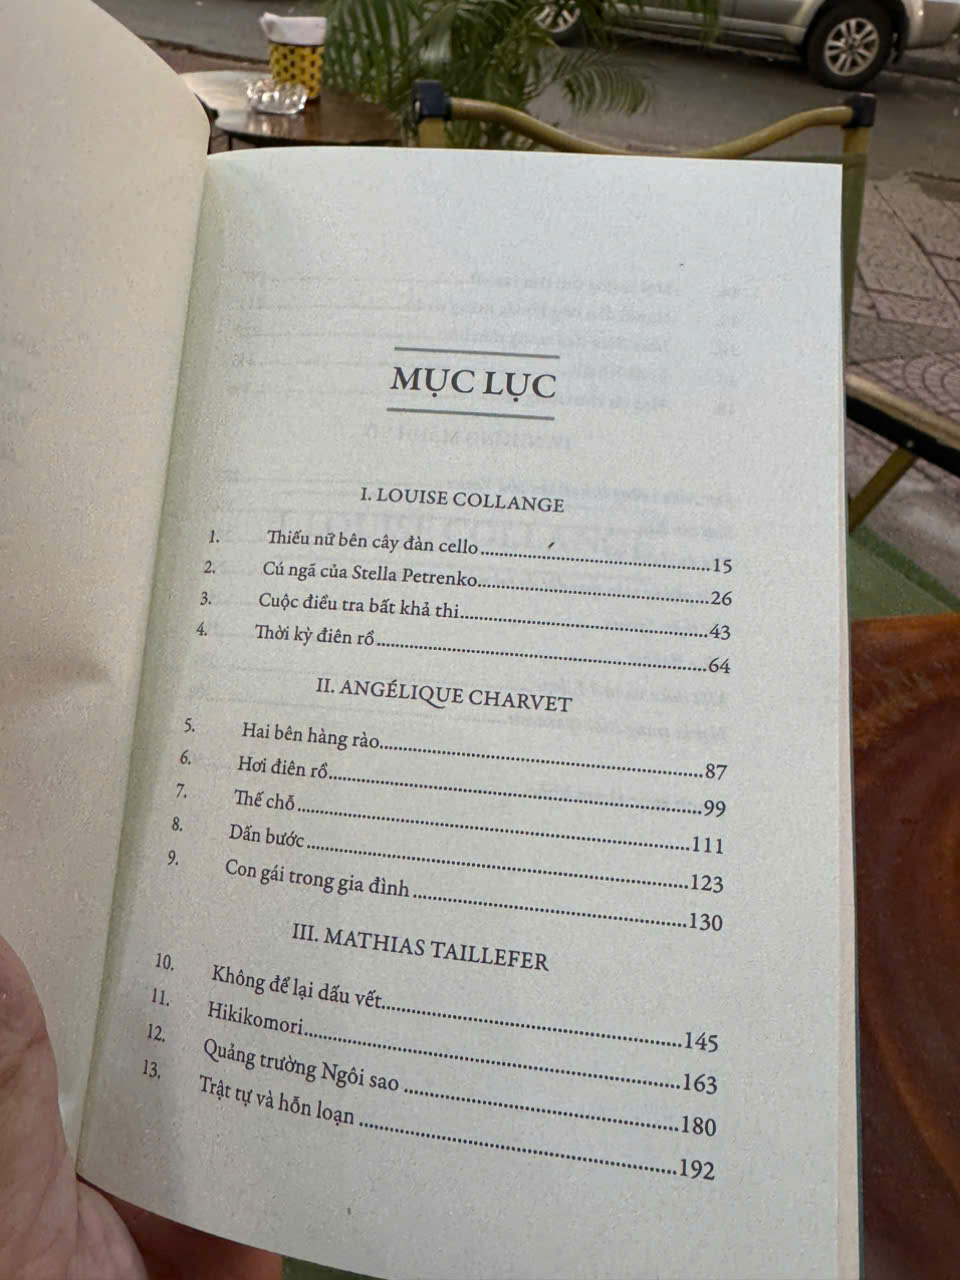 MỤC LỤC
I. LOUISE COLLANGE
1. Thiếu nữ bên cây đàn cello........................................15
2. Cú ngã của Stella Petrenko........................................26
3. Cuộc điều tra bất khả thi...........................................43
4. Thời kỳ điên rồ.........................................................64
II. ANGÉLIQUE CHARVET
5. Hai bên hàng rào.......................................................87
6. Hơi điên rồ................................................................99
7. Thế chỗ.....................................................................111
8. Dấn bước..................................................................123
9. Con gái trong gia đình...............................................130
III. MATHIAS TAILLEFER
10. Không để lại dấu vết..................................................145
11. Hikikomori................................................................163
12. Quảng trường Ngôi sao..............................................180
13. Trật tự và hỗn loạn.....................................................192